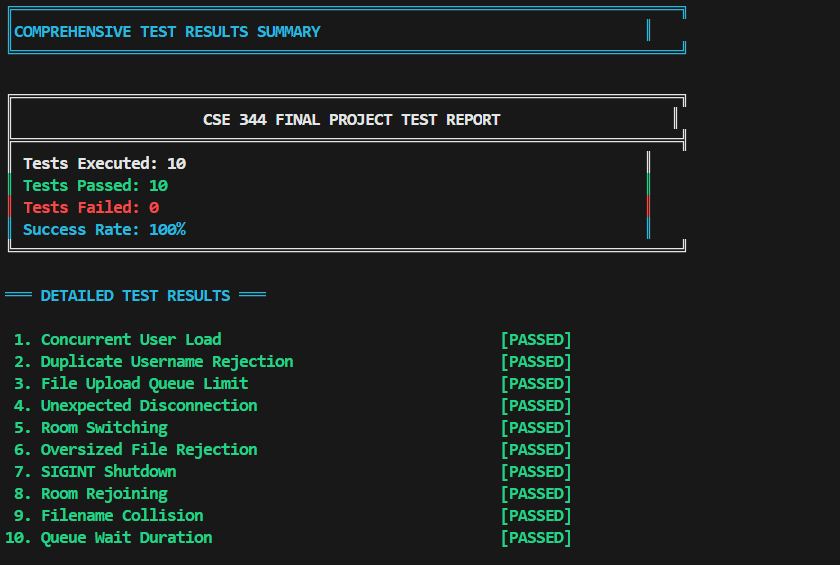 COMPREHENSIVE TEST RESULTS SUMMARY
CSE 344 FINAL PROJECT TEST REPORT
Tests Executed: 10
Tests Passed: 10
Tests Failed: 0
Success Rate: 100%
═══ DETAILED TEST RESULTS ═══
1. Concurrent User Load [PASSED]
2. Duplicate Username Rejection [PASSED]
3. File Upload Queue Limit [PASSED]
4. Unexpected Disconnection [PASSED]
5. Room Switching [PASSED]
6. Oversized File Rejection [PASSED]
7. SIGINT Shutdown [PASSED]
8. Room Rejoining [PASSED]
9. Filename Collision [PASSED]
10. Queue Wait Duration [PASSED]